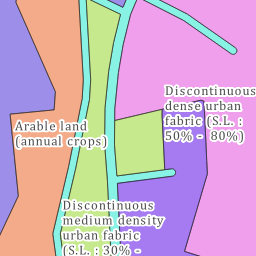 Discontinuous
dense urban
fabric (S.L. :
50% - 80%)
Arable land
(annual crops)
Discontinuous
medium density
urban fabric
(S.L. : 30% -